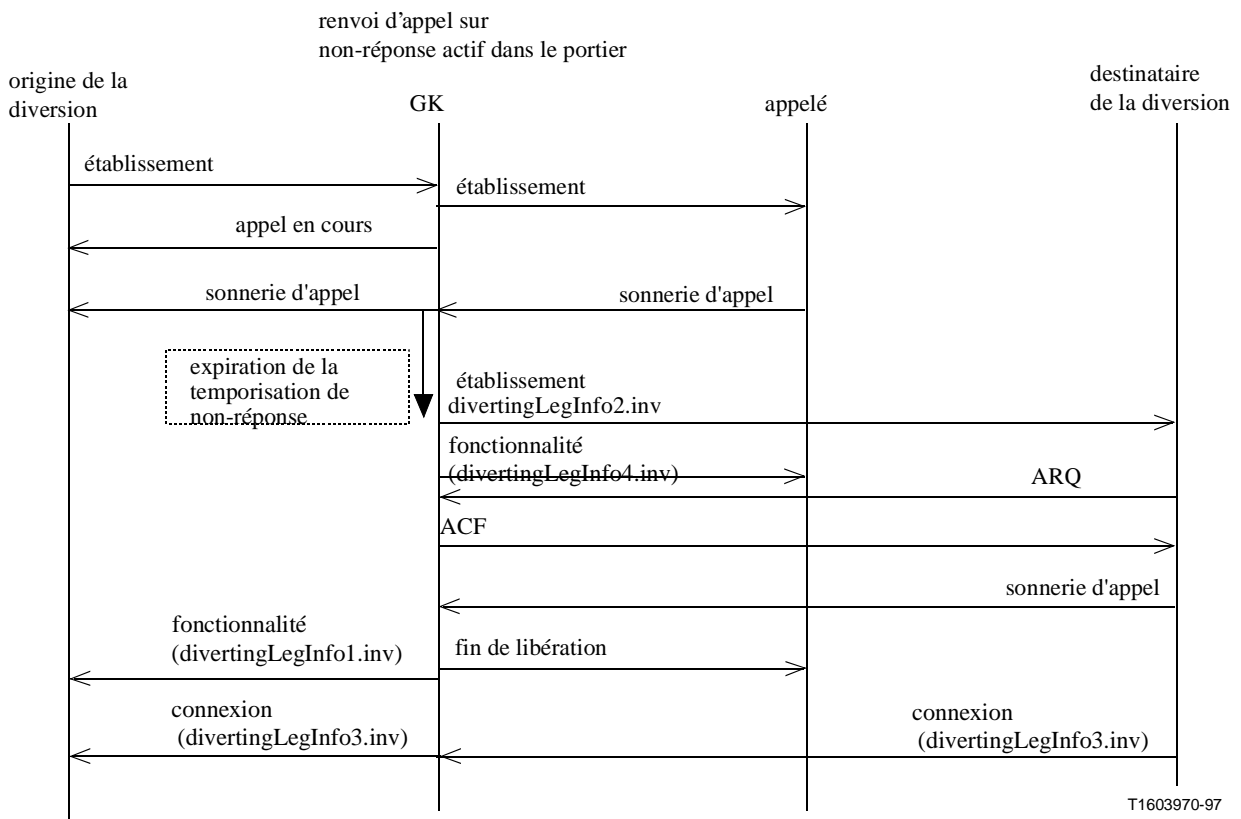 renvoi d'appel sur
non-réponse actif dans le portier
origine de la
diversion
GK
appelé
destinataire
de la diversion
établissement
établissement
appel en cours
sonnerie d'appel
sonnerie d'appel
expiration de la
temporisation de
non-réponse
établissement
divertingLegInfo2.inv
fonctionnalité
(divertingLegInfo4.inv)
ARQ
ACF
sonnerie d'appel
fonctionnalité
(divertingLegInfo1.inv)
fin de libération
connexion
(divertingLegInfo3.inv)
connexion
(divertingLegInfo3.inv)
T1603970-97